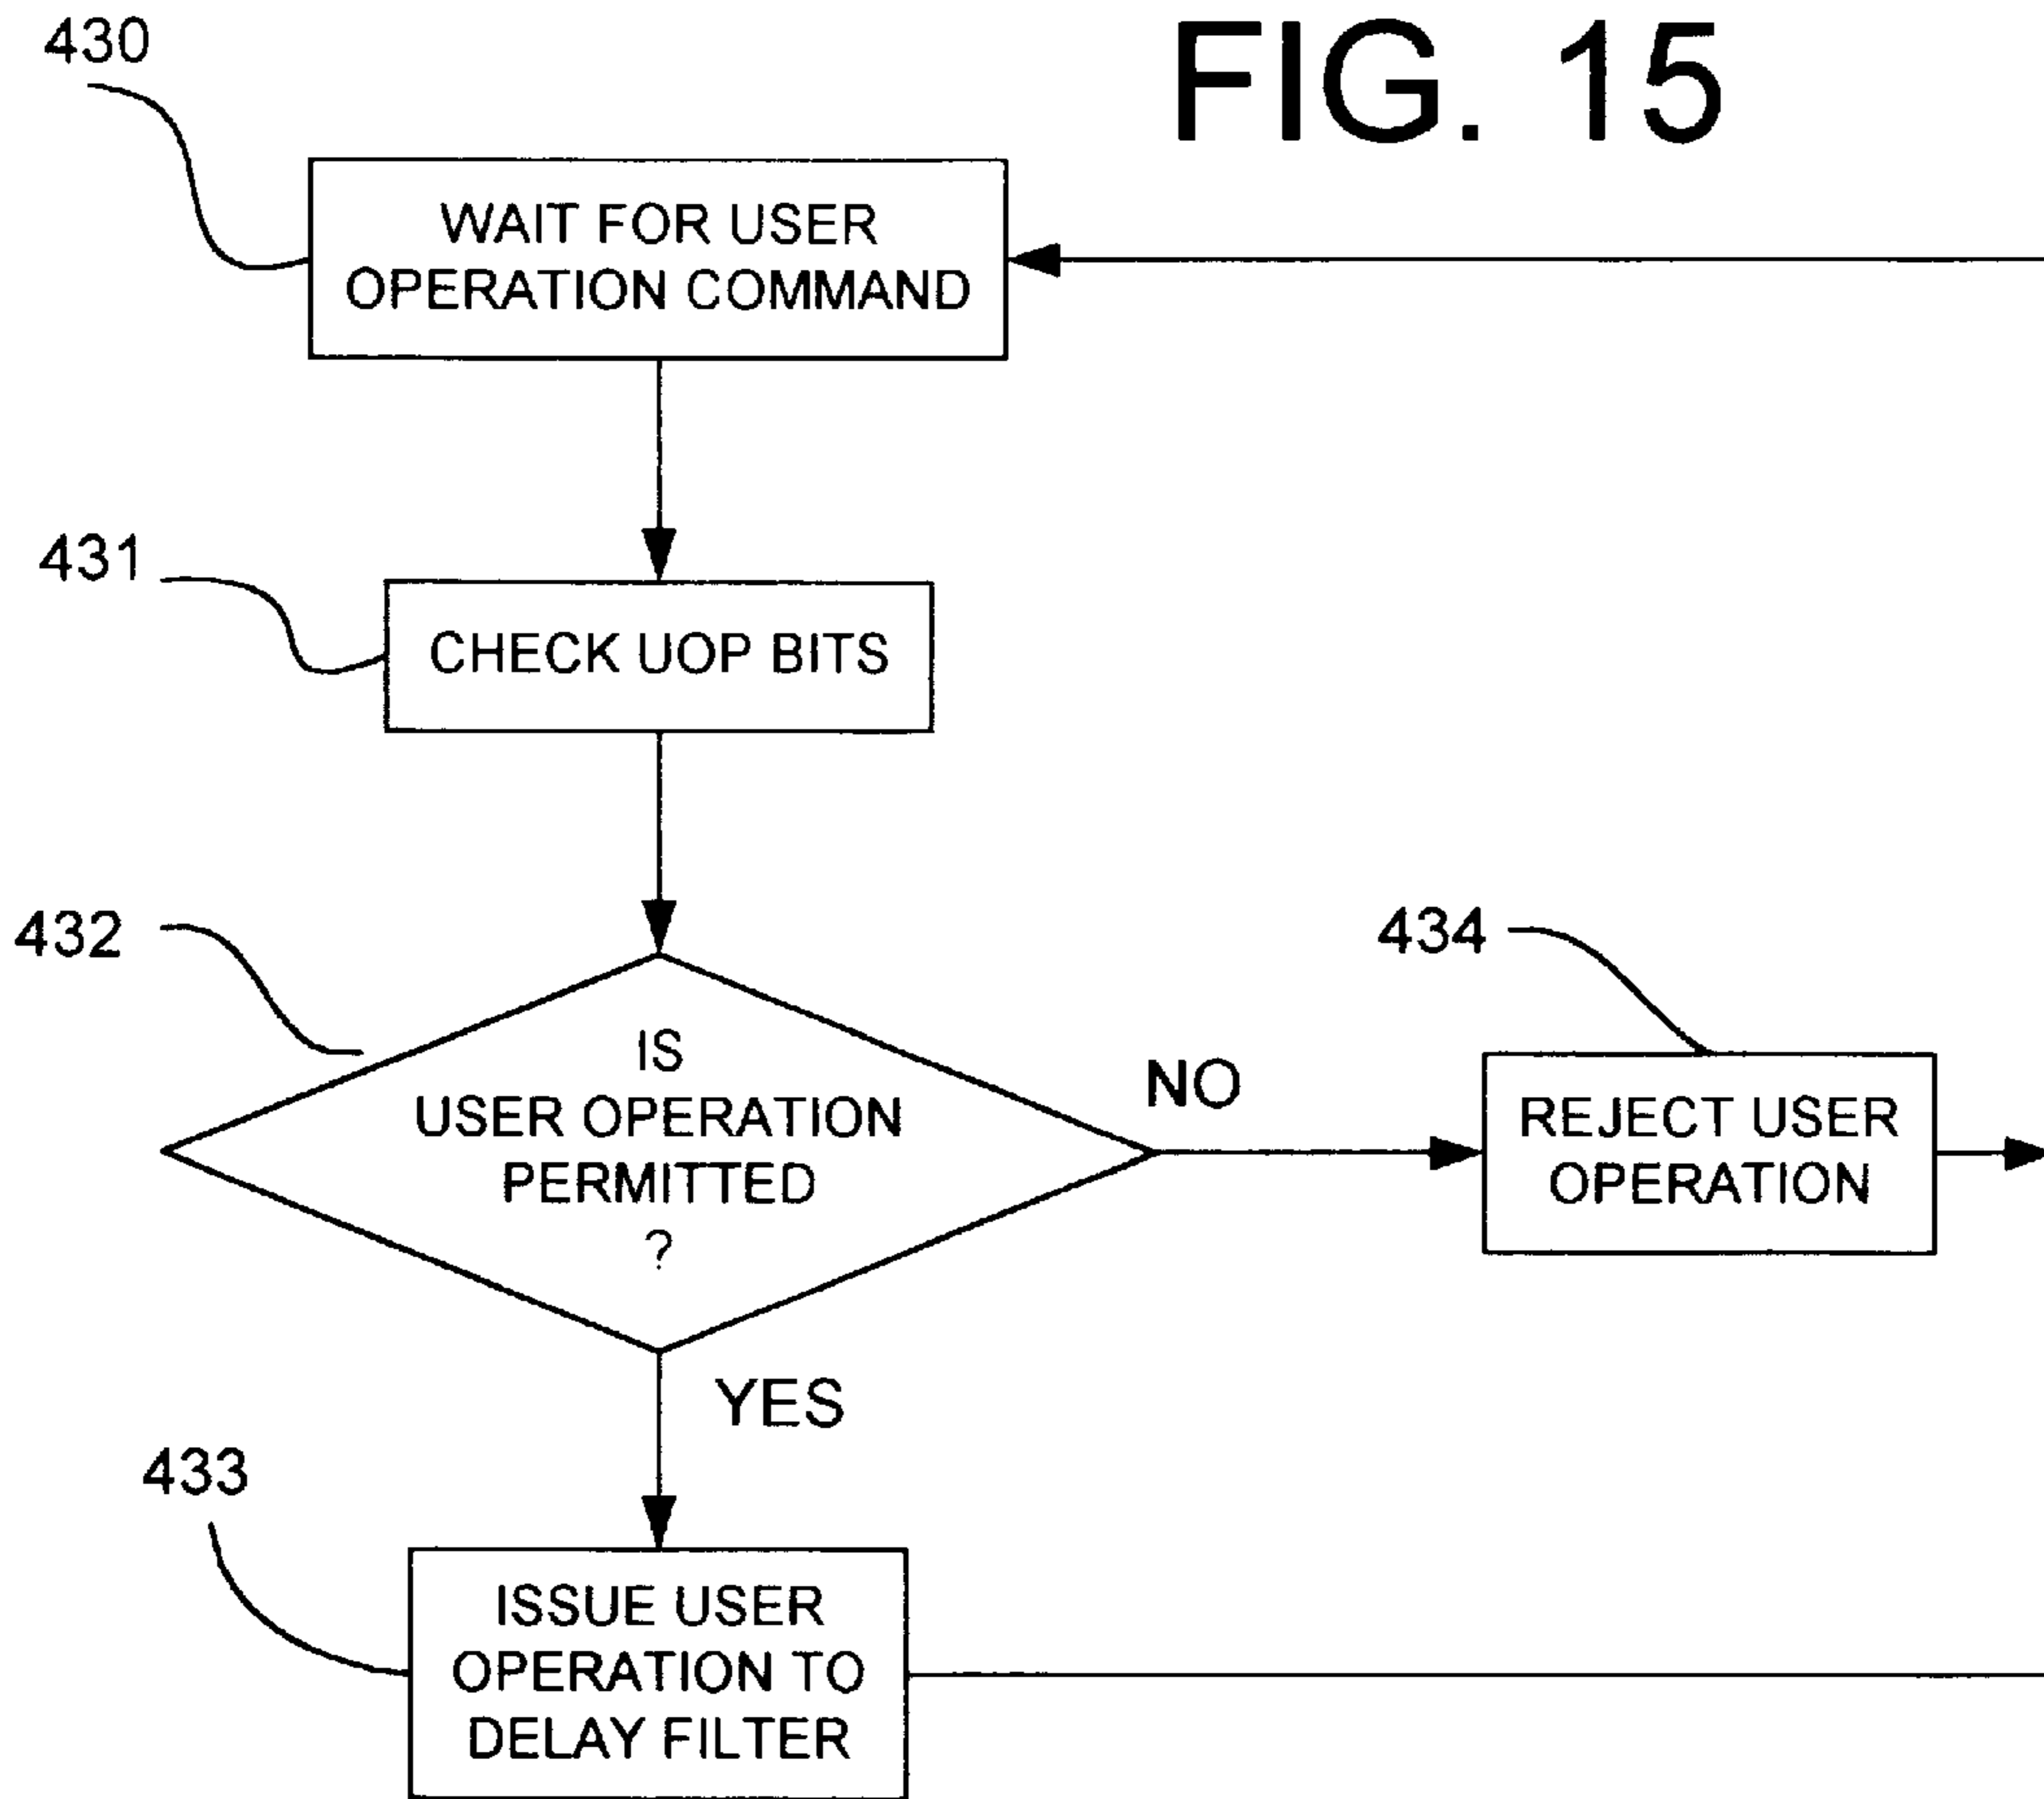 430
FIG. 15
WAIT FOR USER
OPERATION COMMAND
431
CHECK UOP BITS
432
434
IS
USER OPERATION
PERMITTED
?
NO
REJECT USER
OPERATION
YES
433
ISSUE USER
OPERATION TO
DELAY FILTER